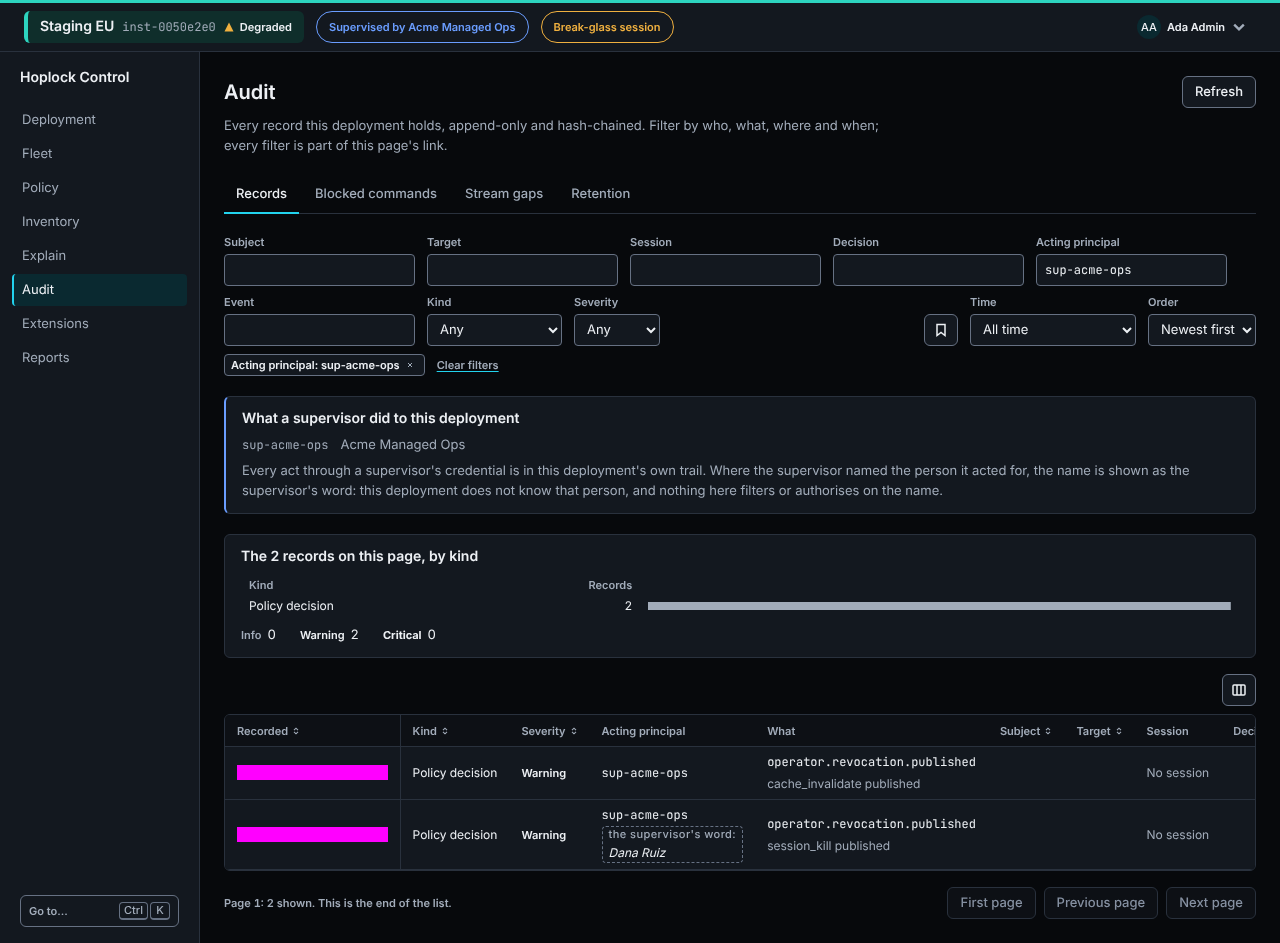 Staging EU inst-0050e2e0 Degraded
Supervised by Acme Managed Ops
Break-glass session
AA Ada Admin
Hoplock Control
Deployment
Fleet
Policy
Inventory
Explain
Audit
Extensions
Reports
Go to... Ctrl K
Audit
Refresh
Every record this deployment holds, append-only and hash-chained. Filter by who, what, where and when;
every filter is part of this page's link.
Records Blocked commands Stream gaps Retention
Subject Target Session Decision Acting principal
sup-acme-ops
Event Kind Severity Time Order
Any Any All time Newest first
Acting principal: sup-acme-ops × Clear filters
What a supervisor did to this deployment
sup-acme-ops Acme Managed Ops
Every act through a supervisor's credential is in this deployment's own trail. Where the supervisor named the person it acted for, the name is shown as the
supervisor's word: this deployment does not know that person, and nothing here filters or authorises on the name.
The 2 records on this page, by kind
Kind Records
Policy decision 2
Info 0 Warning 2 Critical 0
Recorded Kind Severity Acting principal What Subject Target Session
Policy decision Warning sup-acme-ops operator.revocation.published No session
cache_invalidate published
Policy decision Warning sup-acme-ops operator.revocation.published No session
the supervisor's word: session_kill published
Dana Ruiz
Page 1: 2 shown. This is the end of the list.
First page Previous page Next page